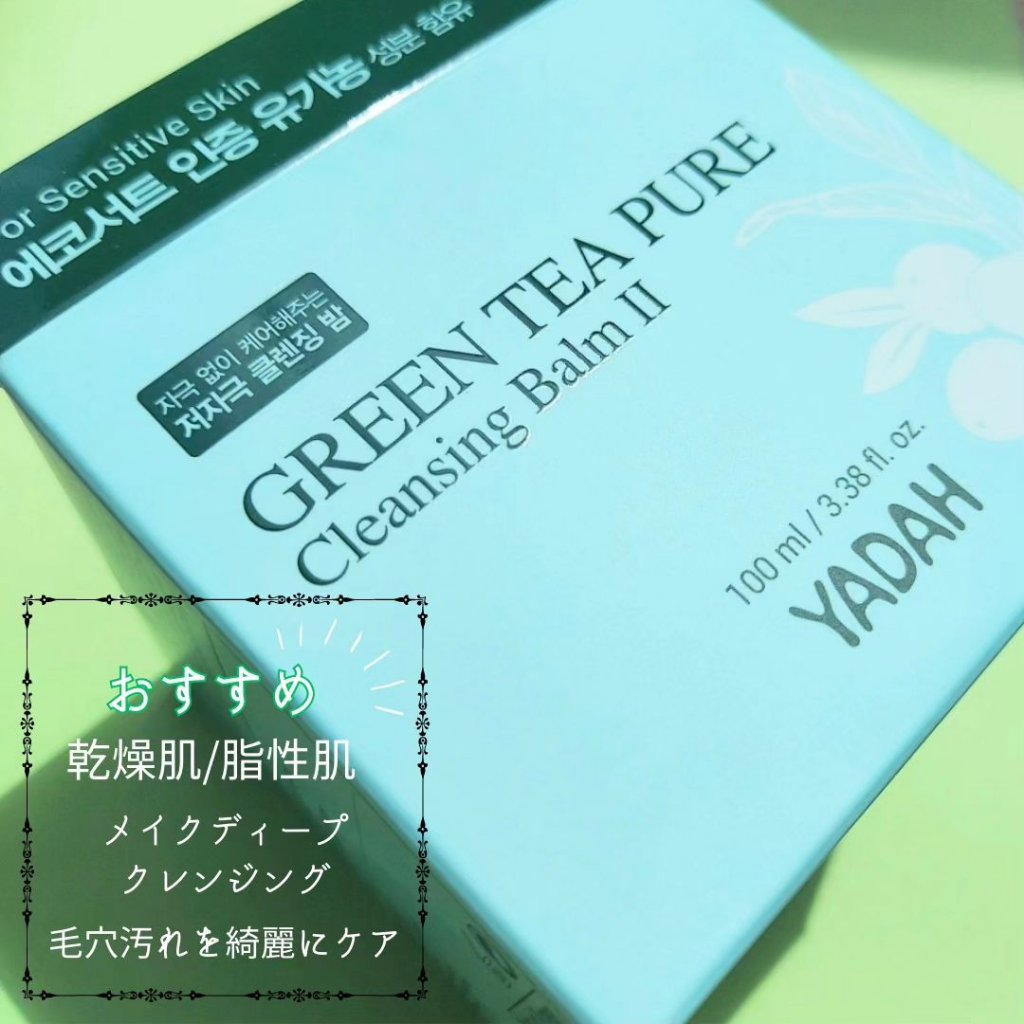 or Sensitive Skin
에코서트 인증 유기농 성분 함유
자극 없이 케어해주는
저자극 클렌징 밤
GREEN TEA PURE
Cleansing Balm II
100 ml / 3.38 fl. oz.
YADAH
おすすめ
乾燥肌/脂性肌
メイクディープ
クレンジング
毛穴汚れを綺麗にケア